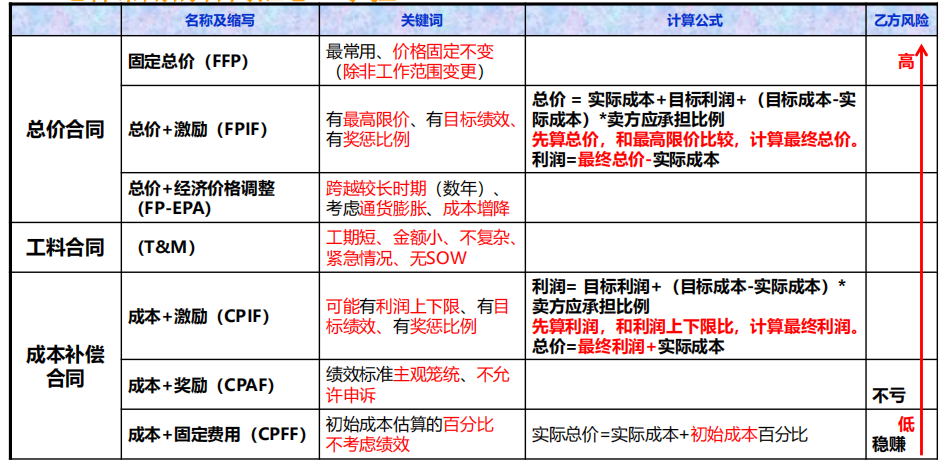 名称及缩写 关键词 计算公式 乙方风险
总价合同
固定总价（FFP）
最常用、价格固定不变
（除非工作范围变更）
高
总价+激励（FPIF）
有最高限价、有目标绩效、
有奖惩比例
总价 = 实际成本+目标利润+（目标成本-实
际成本）*卖方应承担比例
先算总价，和最高限价比较，计算最终总价。
利润=最终总价-实际成本
总价+经济价格调整
（FP-EPA）
跨越较长时期（数年）、
考虑通货膨胀、成本增降
工料合同
（T&M）
工期短、金额小、不复杂、
紧急情况、无SOW
成本补偿
合同
成本+激励（CPIF）
可能有利润上下限、有目
标绩效、有奖惩比例
利润= 目标利润+（目标成本-实际成本）*
卖方应承担比例
先算利润，和利润上下限比，计算最终利润。
总价=最终利润+实际成本
成本+奖励（CPAF）
绩效标准主观笼统、不允
许申诉
不亏
成本+固定费用（CPFF）
初始成本估算的百分比
不考虑绩效
实际总价=实际成本+初始成本百分比
低
稳赚